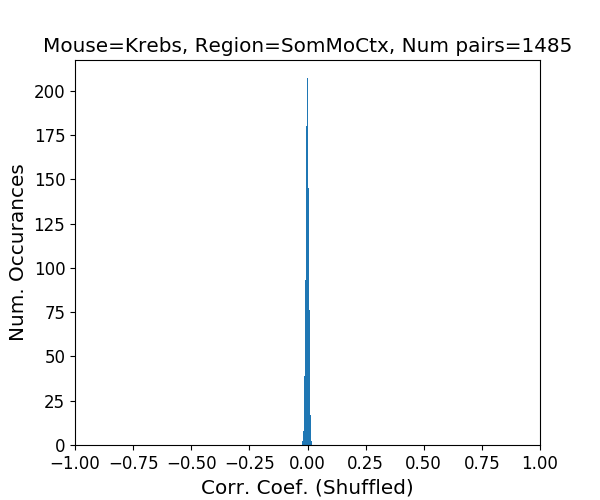 Mouse=Krebs, Region=SomMoCtx, Num pairs=1485
200
175
150
125
100
75
50
25
0
Num. Occurances
−1.00 −0.75 −0.50 −0.25 0.00 0.25 0.50 0.75 1.00
Corr. Coef. (Shuffled)